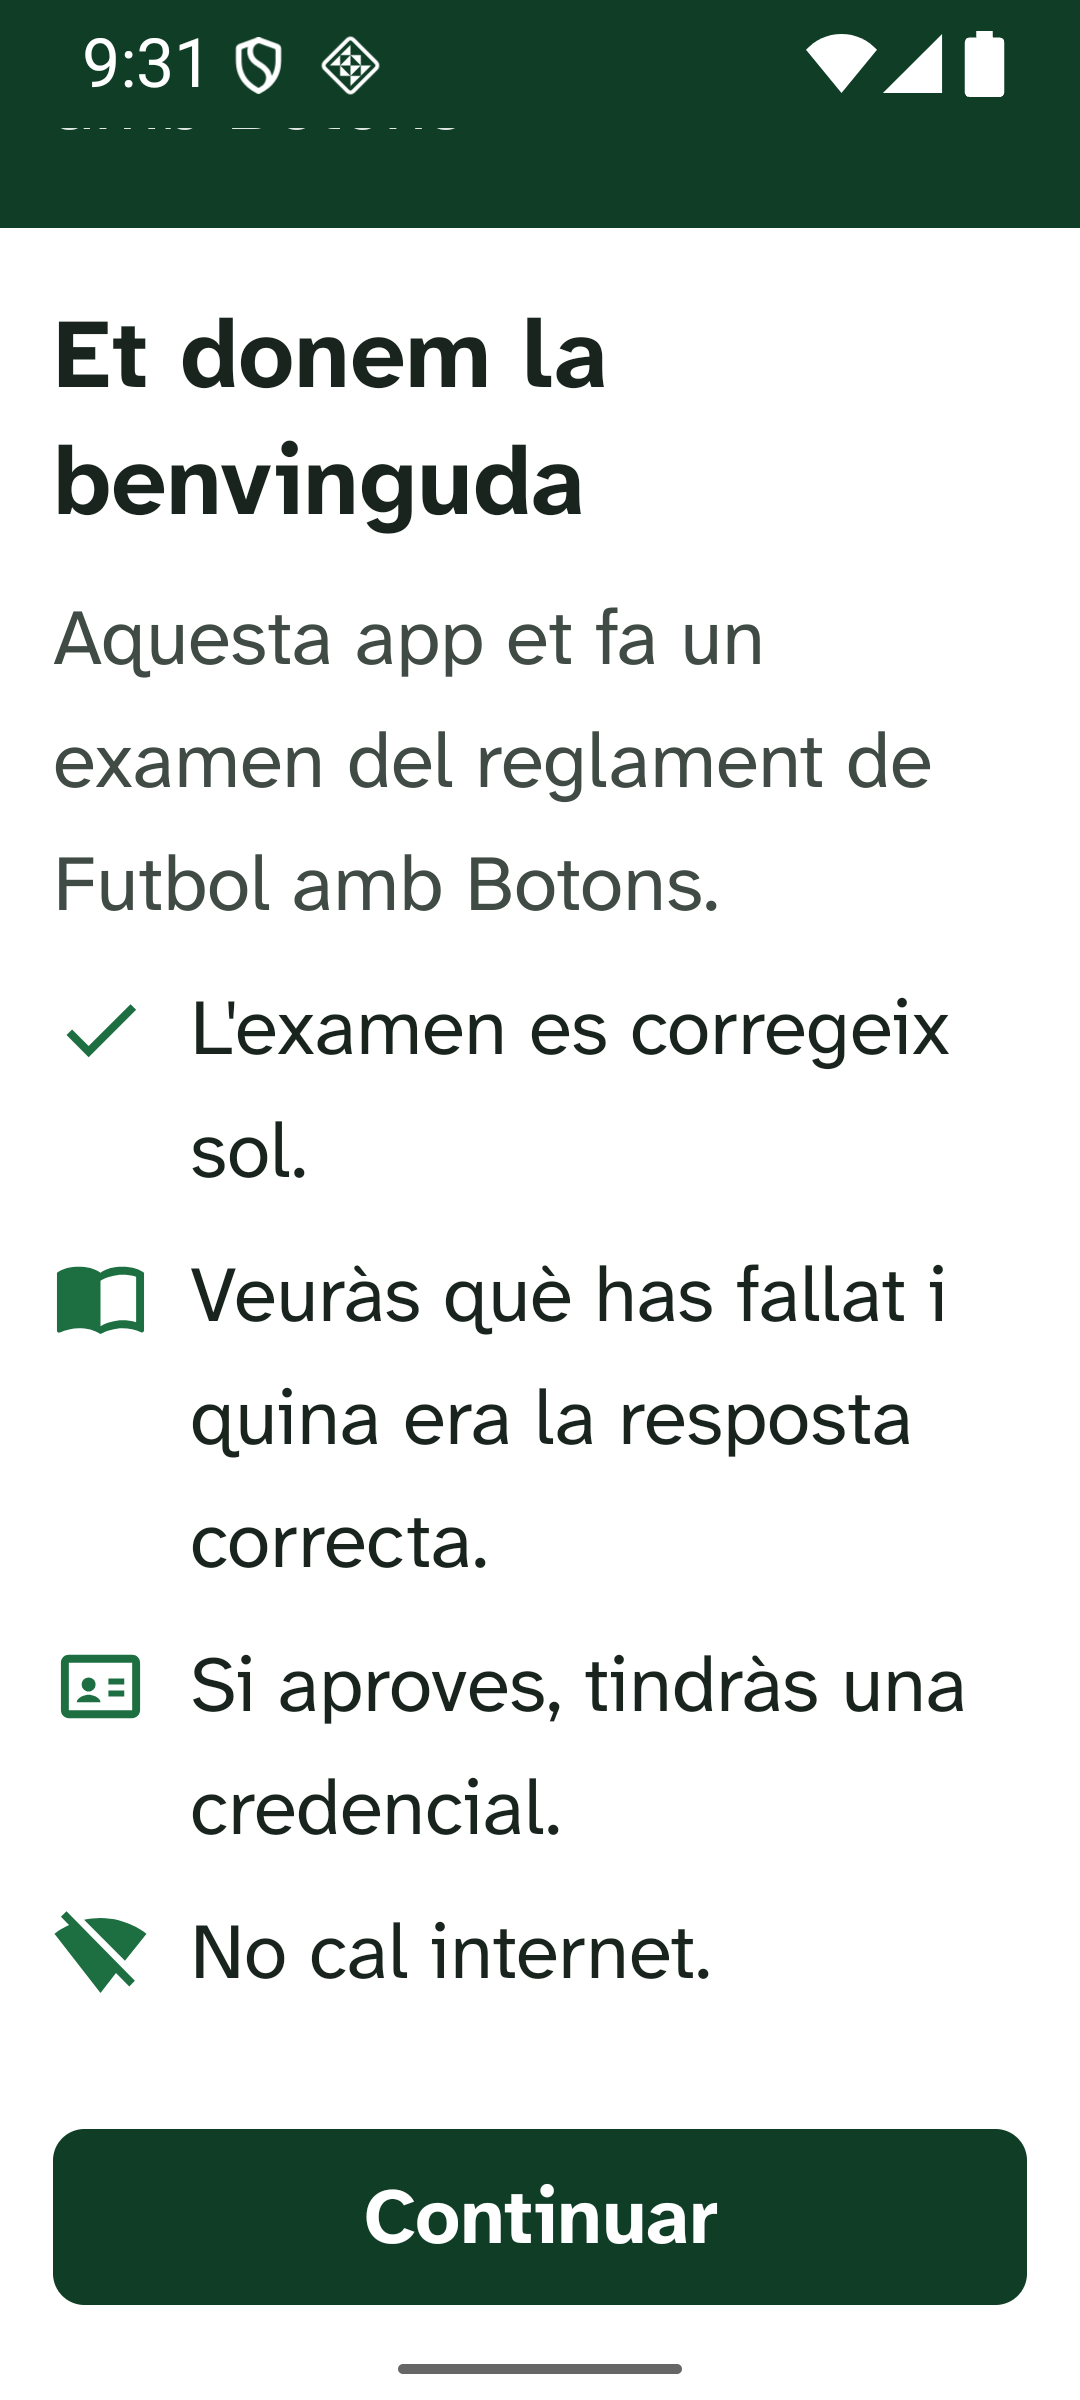 9:31
Et donem la
benvinguda
Aquesta app et fa un
examen del reglament de
Futbol amb Botons.
L'examen es corregeix
sol.
Veuràs què has fallat i
quina era la resposta
correcta.
Si aproves, tindràs una
credencial.
No cal internet.
Continuar